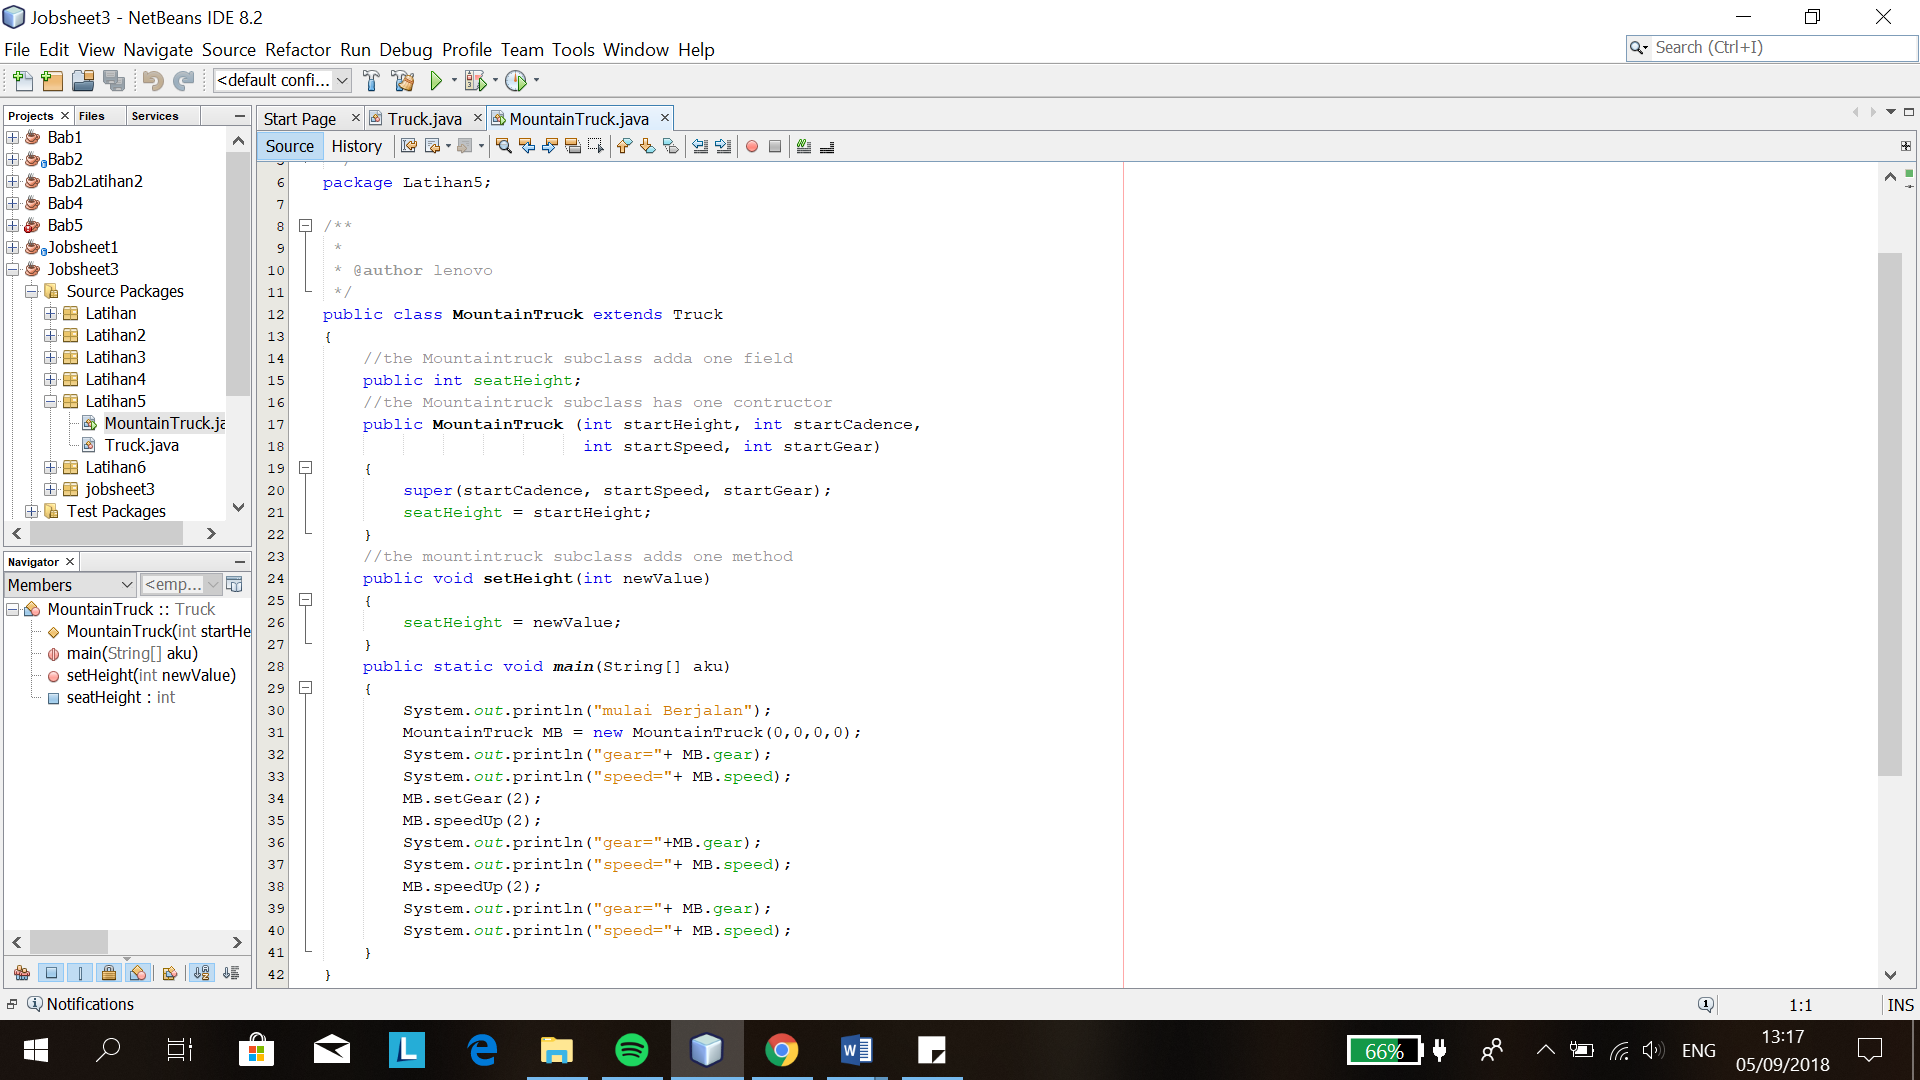 Jobsheet3 - NetBeans IDE 8.2
File Edit View Navigate Source Refactor Run Debug Profile Team Tools Window Help
Search (Ctrl+I)
<default confi...
Projects Files Services
Bab1
Bab2
Bab2Latihan2
Bab4
Bab5
Jobsheet1
Jobsheet3
Source Packages
Latihan
Latihan2
Latihan3
Latihan4
Latihan5
MountainTruck.ja
Truck.java
Latihan6
jobsheet3
Test Packages
Navigator
Members <emp...
MountainTruck :: Truck
MountainTruck(int startHe
main(String[] aku)
setHeight(int newValue)
seatHeight : int
Start Page Truck.java MountainTruck.java
Source History
6 package Latihan5;
7
8 /**
9 *
10 * @author lenovo
11 */
12 public class MountainTruck extends Truck
13 {
14 //the Mountaintruck subclass adda one field
15 public int seatHeight;
16 //the Mountaintruck subclass has one contructor
17 public MountainTruck (int startHeight, int startCadence,
18 int startSpeed, int startGear)
19 {
20 super(startCadence, startSpeed, startGear);
21 seatHeight = startHeight;
22 }
23 //the mountintruck subclass adds one method
24 public void setHeight(int newValue)
25 {
26 seatHeight = newValue;
27 }
28 public static void main(String[] aku)
29 {
30 System.out.println("mulai Berjalan");
31 MountainTruck MB = new MountainTruck(0,0,0,0);
32 System.out.println("gear="+ MB.gear);
33 System.out.println("speed="+ MB.speed);
34 MB.setGear(2);
35 MB.speedUp(2);
36 System.out.println("gear="+MB.gear);
37 System.out.println("speed="+ MB.speed);
38 MB.speedUp(2);
39 System.out.println("gear="+ MB.gear);
40 System.out.println("speed="+ MB.speed);
41 }
42 }
Notifications
1:1 INS
66%
ENG
13:17
05/09/2018